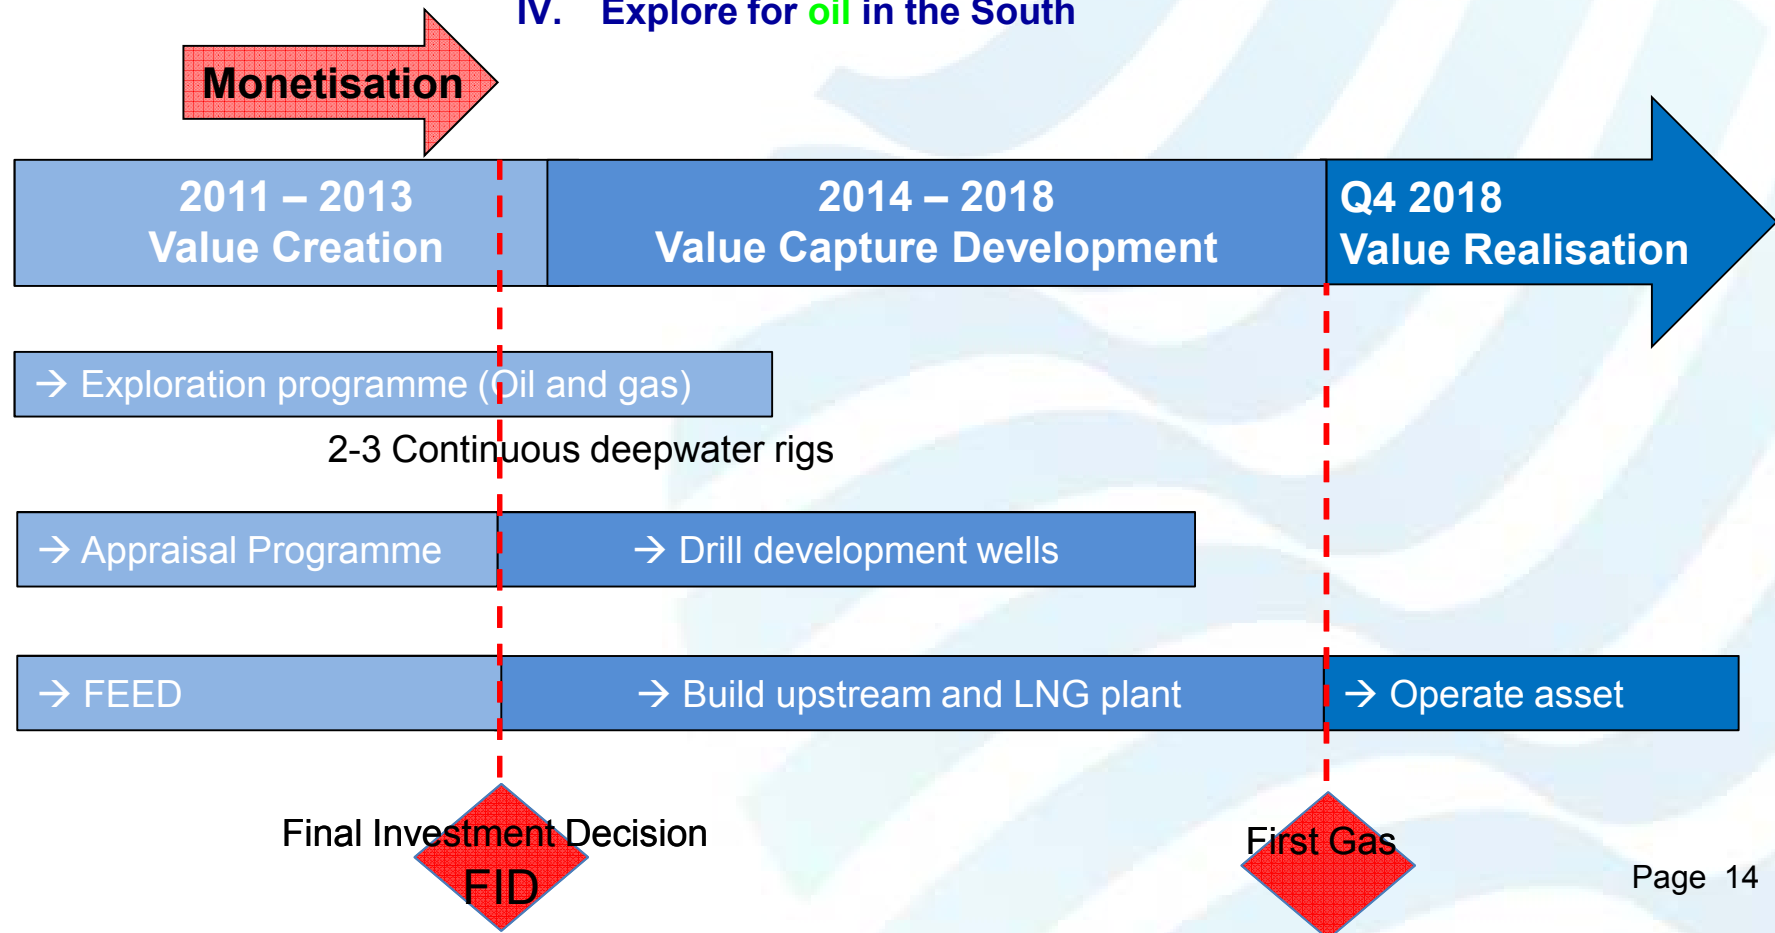 IV. Explore for oil in the South
Monetisation
2011 – 2013
Value Creation
2014 – 2018
Value Capture Development
Q4 2018
Value Realisation
→ Exploration programme (Oil and gas)
2-3 Continuous deepwater rigs
→ Appraisal Programme
→ Drill development wells
→ FEED
→ Build upstream and LNG plant
→ Operate asset
Final Investment Decision
FID
First Gas
Page 14